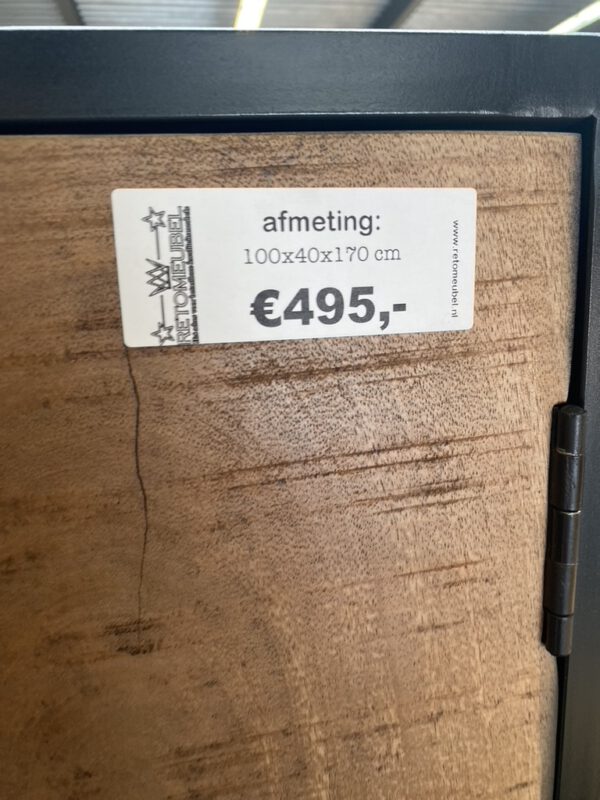 afmeting:
100x40x170 cm
€495,-
RETOMEUBEL
www.retomeubel.nl